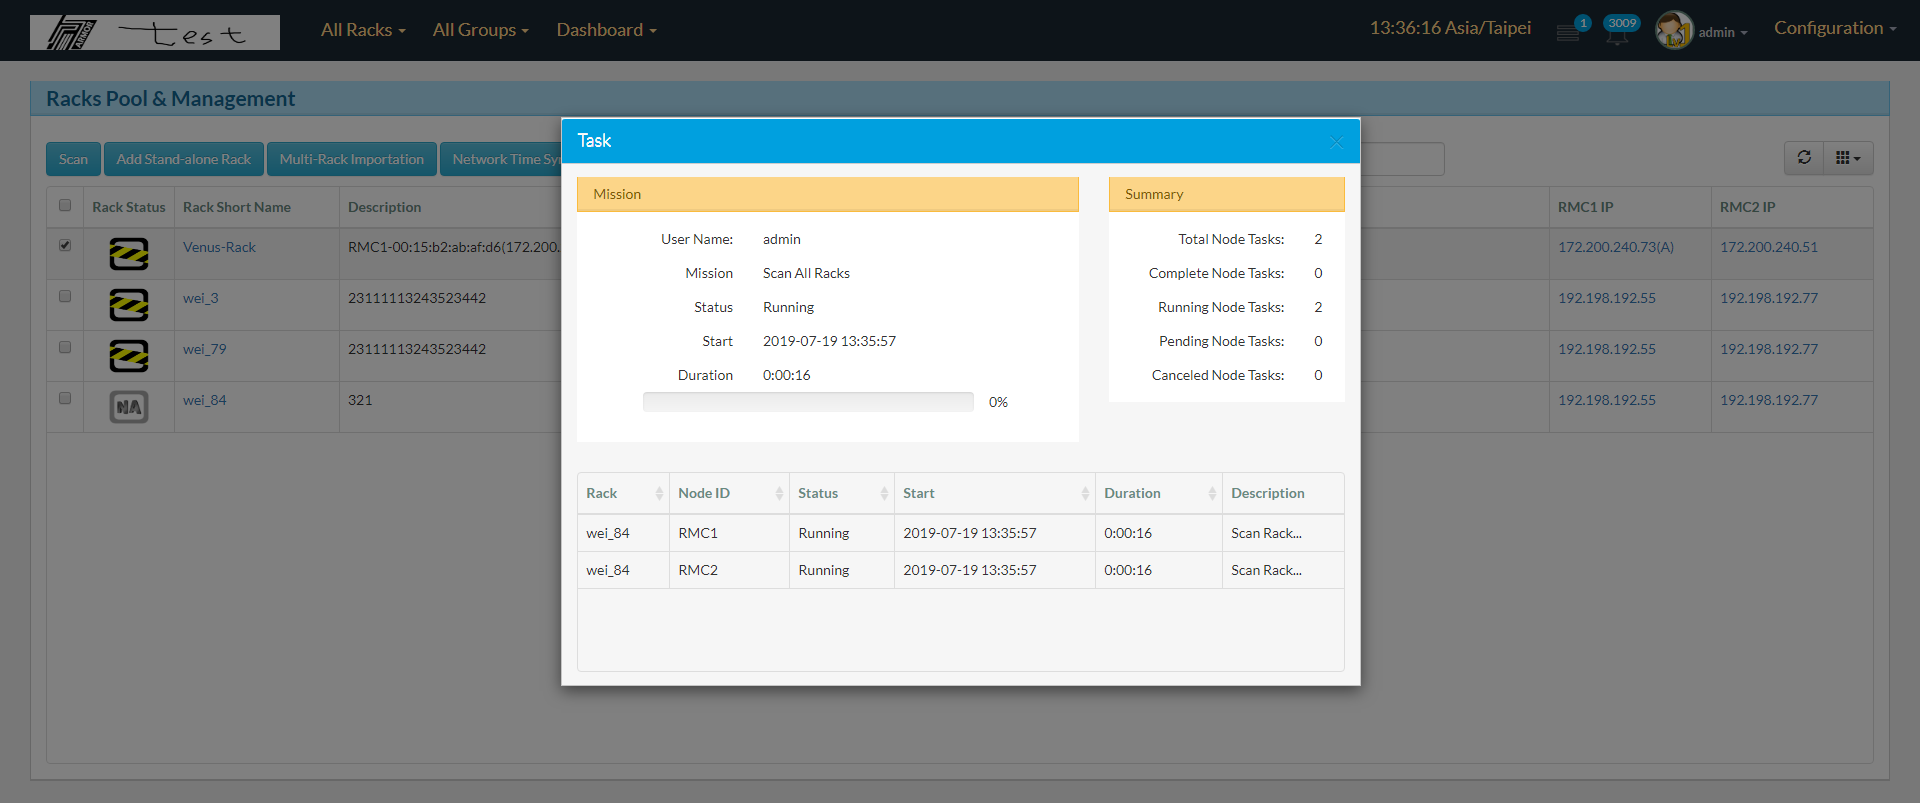 ARMOR test All Racks All Groups Dashboard 13:36:16 Asia/Taipei 1 3009 admin Configuration
Racks Pool & Management
Scan Add Stand-alone Rack Multi-Rack Importation Network Time Sy
Rack Status Rack Short Name Description RMC1 IP RMC2 IP
Venus-Rack RMC1-00:15:b2:ab:af:d6(172.200. 172.200.240.73(A) 172.200.240.51
wei_3 23111113243523442 192.198.192.55 192.198.192.77
wei_79 23111113243523442 192.198.192.55 192.198.192.77
NA wei_84 321 192.198.192.55 192.198.192.77
Task
Mission
User Name: admin
Mission Scan All Racks
Status Running
Start 2019-07-19 13:35:57
Duration 0:00:16
0%
Summary
Total Node Tasks: 2
Complete Node Tasks: 0
Running Node Tasks: 2
Pending Node Tasks: 0
Canceled Node Tasks: 0
Rack Node ID Status Start Duration Description
wei_84 RMC1 Running 2019-07-19 13:35:57 0:00:16 Scan Rack...
wei_84 RMC2 Running 2019-07-19 13:35:57 0:00:16 Scan Rack...